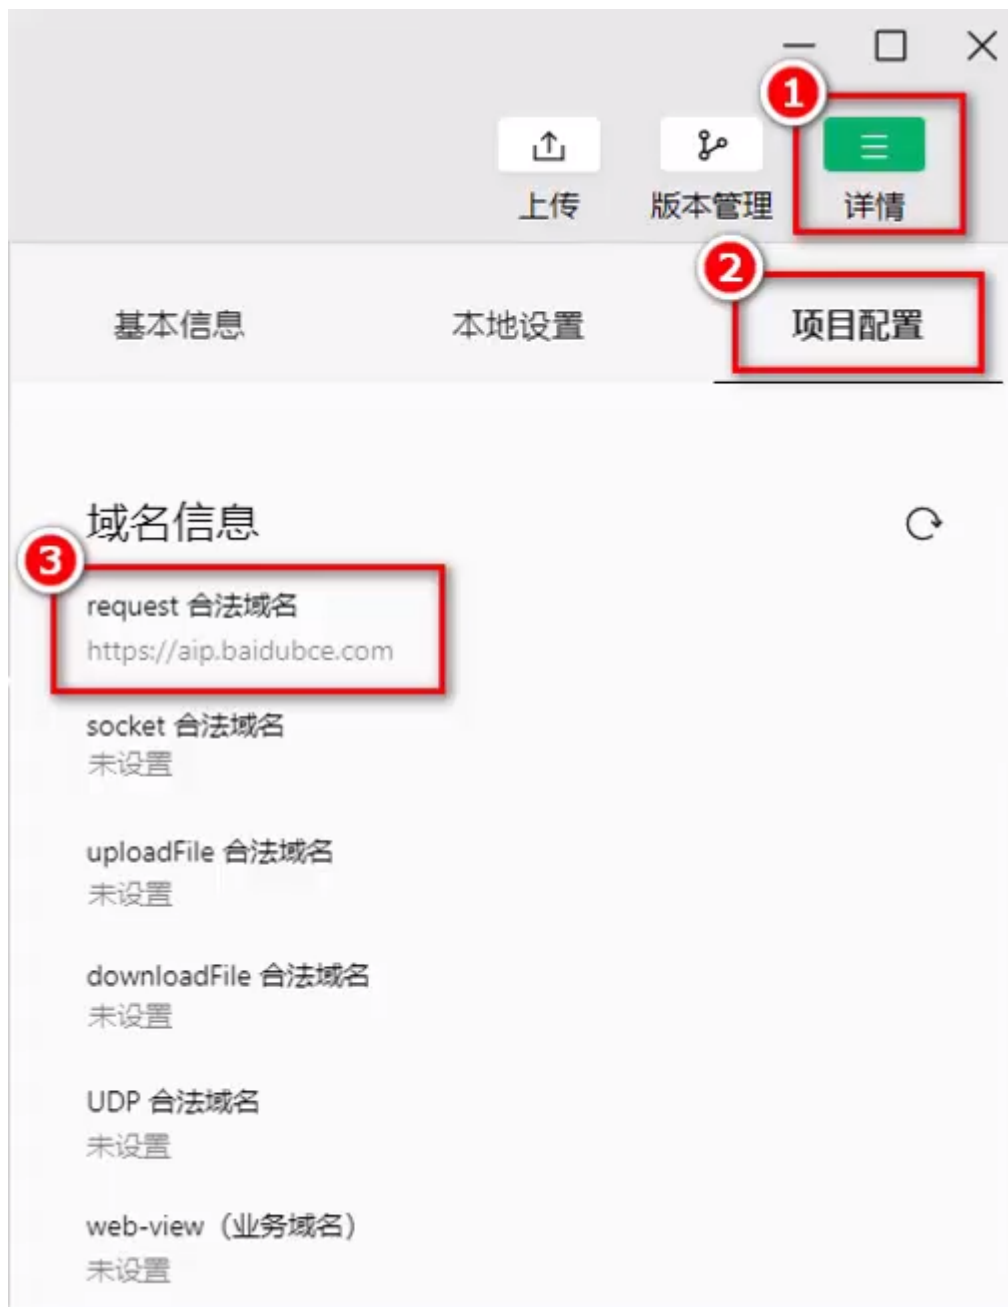 1
上传
版本管理
详情
2
基本信息
本地设置
项目配置
域名信息
3
request 合法域名
https://aip.baidubce.com
socket 合法域名
未设置
uploadFile 合法域名
未设置
downloadFile 合法域名
未设置
UDP 合法域名
未设置
web-view（业务域名）
未设置